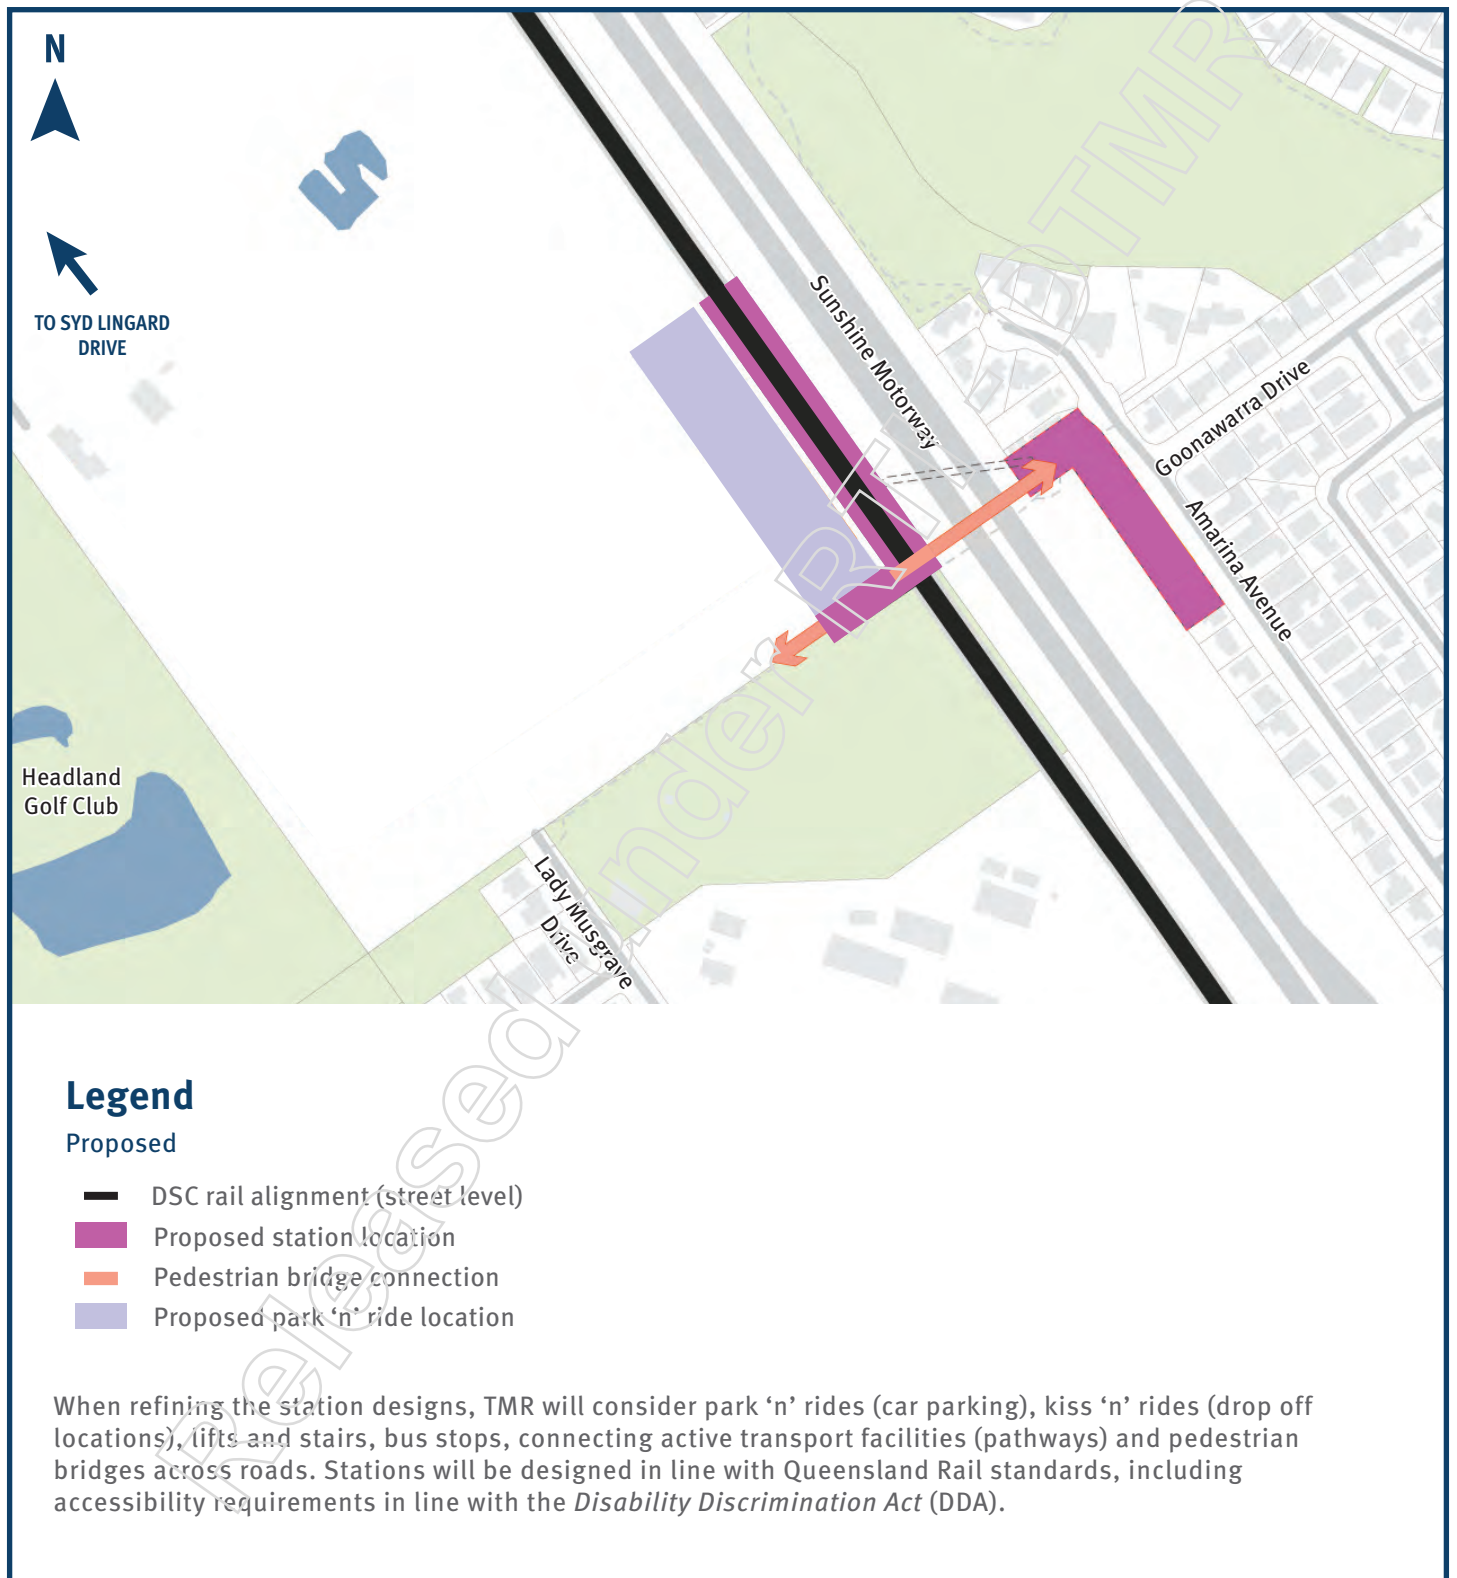 N
TO SYD LINGARD
DRIVE
Sunshine Motorway
Goonawarra Drive
Amarina Avenue
Headland
Golf Club
Lady Musgrave
Drive
Legend
Proposed
DSC rail alignment (street level)
Proposed station location
Pedestrian bridge connection
Proposed park ‘n’ ride location
When refining the station designs, TMR will consider park ‘n’ rides (car parking), kiss ‘n’ rides (drop off
locations), lifts and stairs, bus stops, connecting active transport facilities (pathways) and pedestrian
bridges across roads. Stations will be designed in line with Queensland Rail standards, including
accessibility requirements in line with the Disability Discrimination Act (DDA).
Released under RTI - DTMR